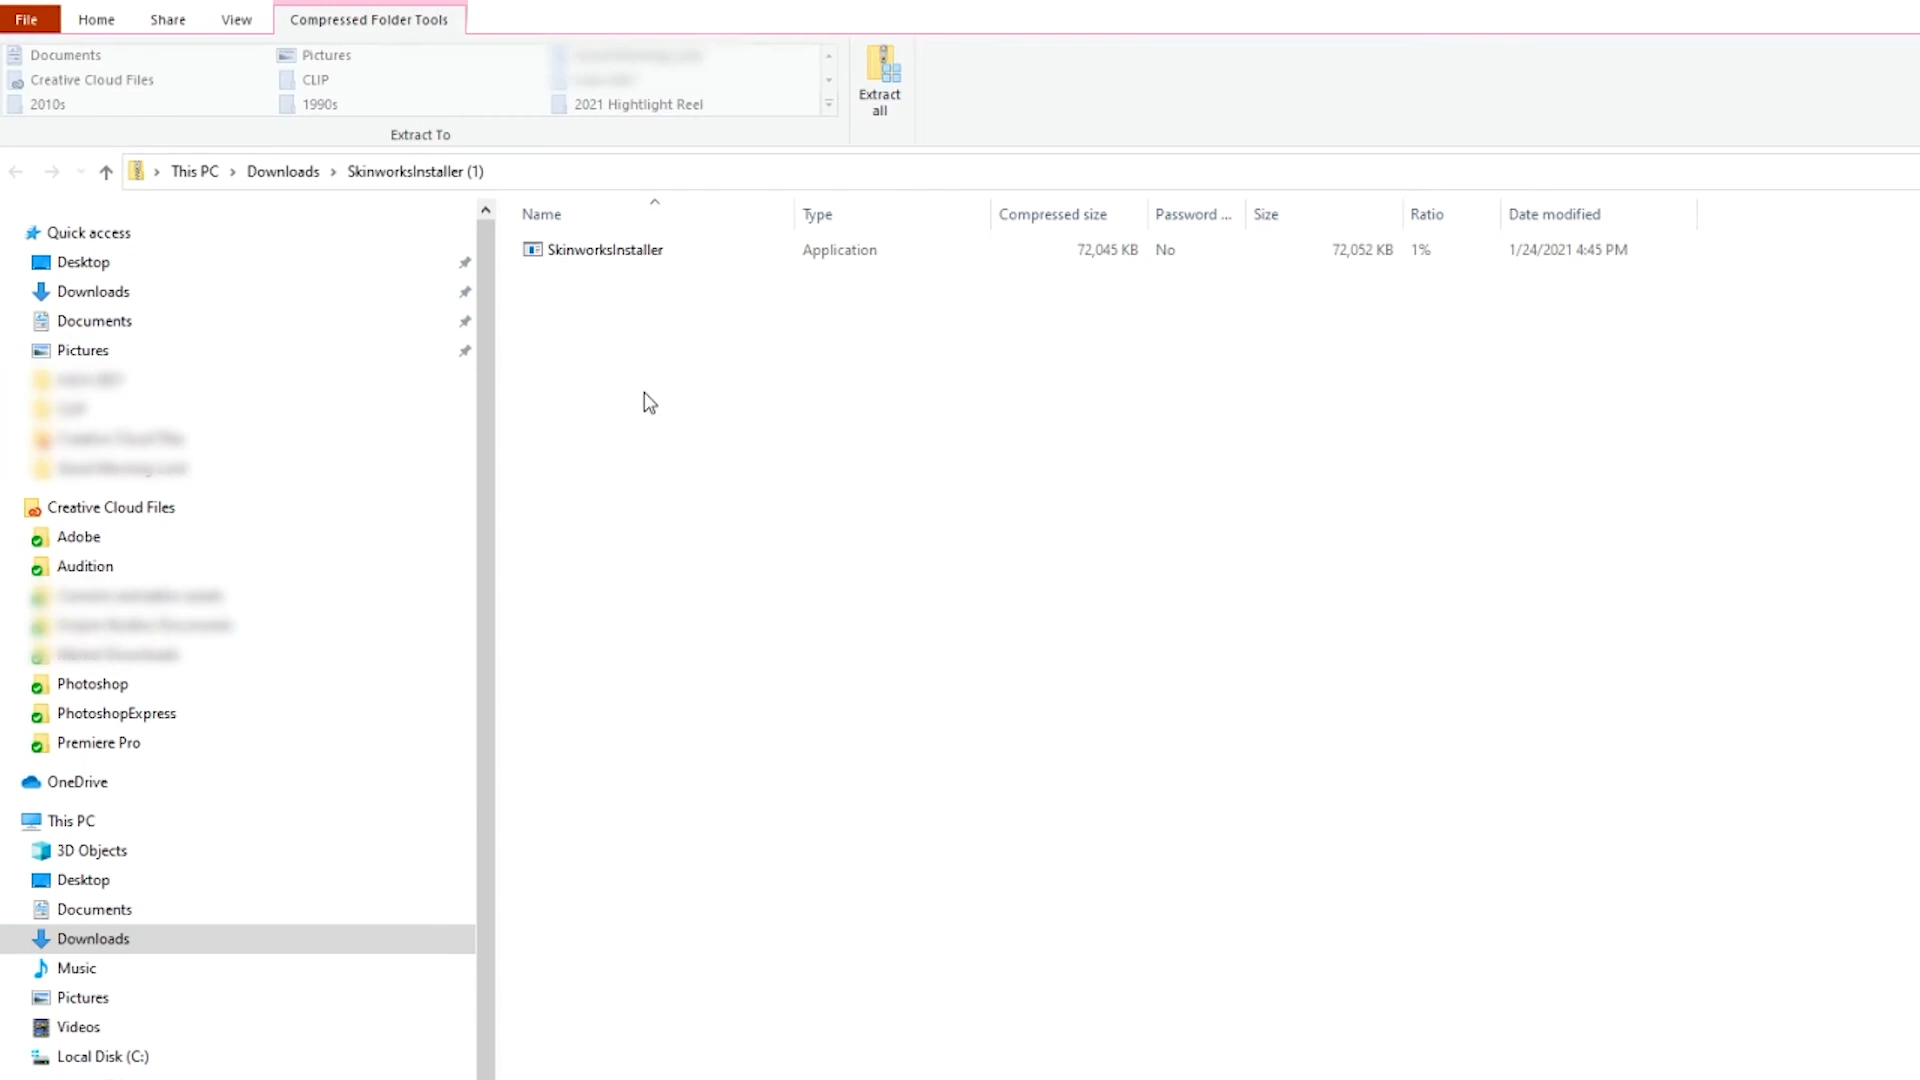 File Home Share View Compressed Folder Tools
Documents Pictures
Creative Cloud Files CLIP
2010s 1990s 2021 Hightlight Reel
Extract all
Extract To
This PC > Downloads > SkinworksInstaller (1)
Name Type Compressed size Password ... Size Ratio Date modified
SkinworksInstaller Application 72,045 KB No 72,052 KB 1% 1/24/2021 4:45 PM
Quick access
Desktop
Downloads
Documents
Pictures
Creative Cloud Files
Adobe
Audition
Photoshop
PhotoshopExpress
Premiere Pro
OneDrive
This PC
3D Objects
Desktop
Documents
Downloads
Music
Pictures
Videos
Local Disk (C:)